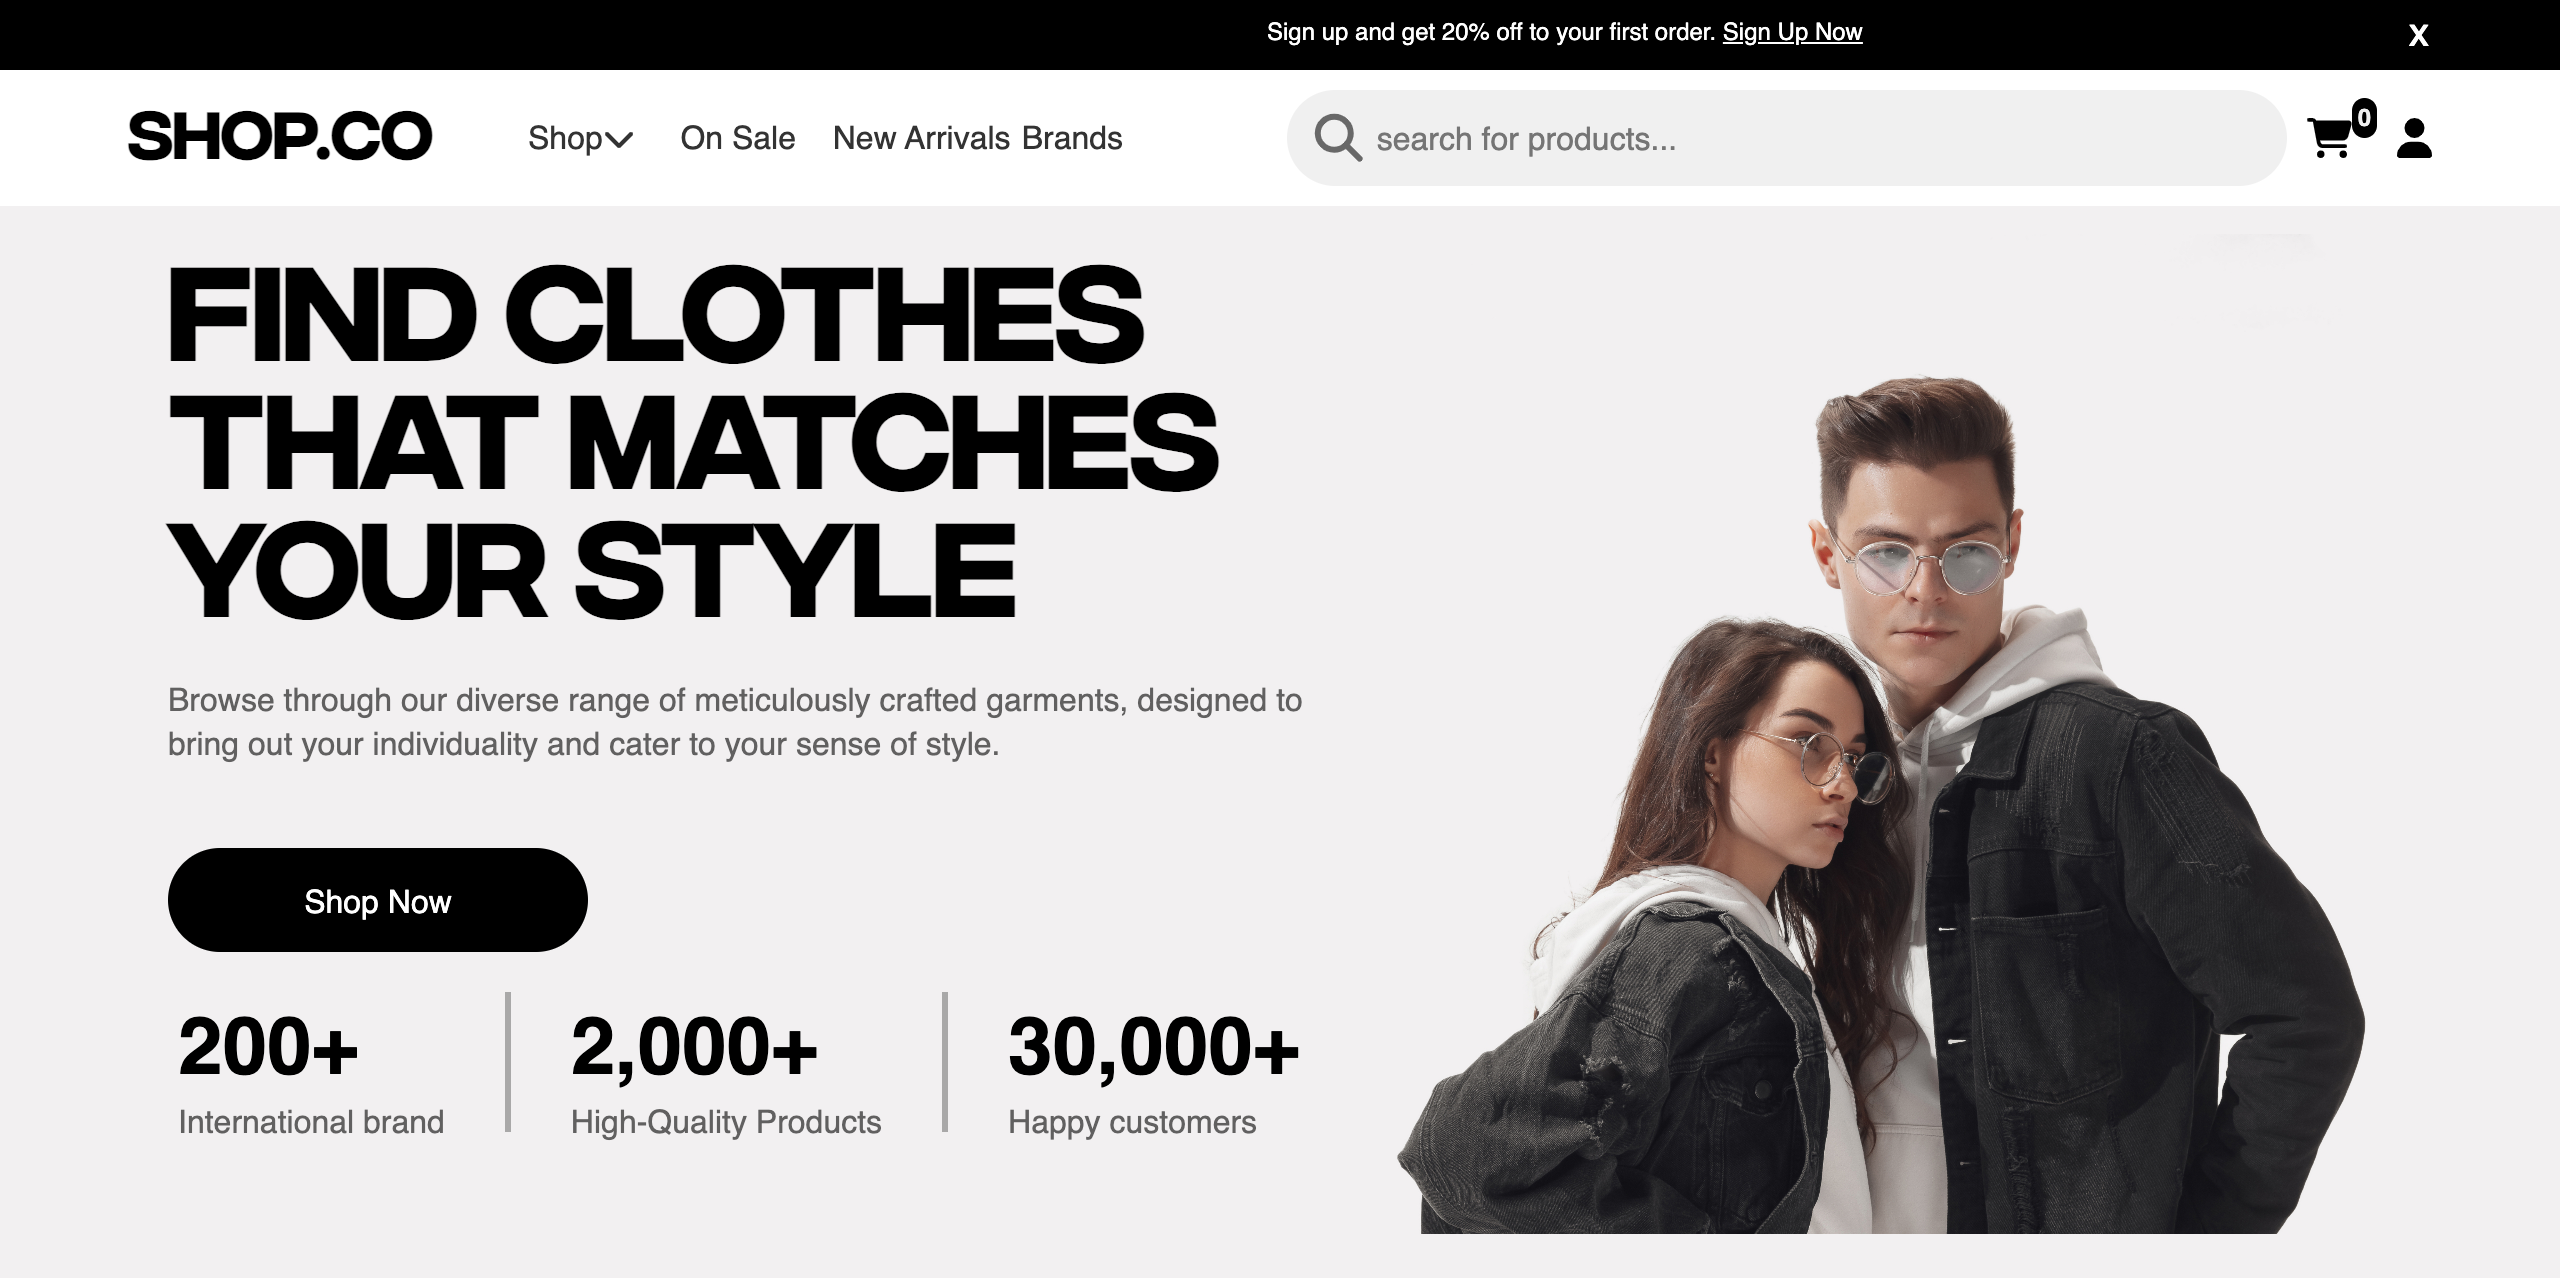 Sign up and get 20% off to your first order. Sign Up Now
X
SHOP.CO
Shop
On Sale
New Arrivals
Brands
search for products...
0
FIND CLOTHES
THAT MATCHES
YOUR STYLE
Browse through our diverse range of meticulously crafted garments, designed to
bring out your individuality and cater to your sense of style.
Shop Now
200+
International brand
2,000+
High-Quality Products
30,000+
Happy customers